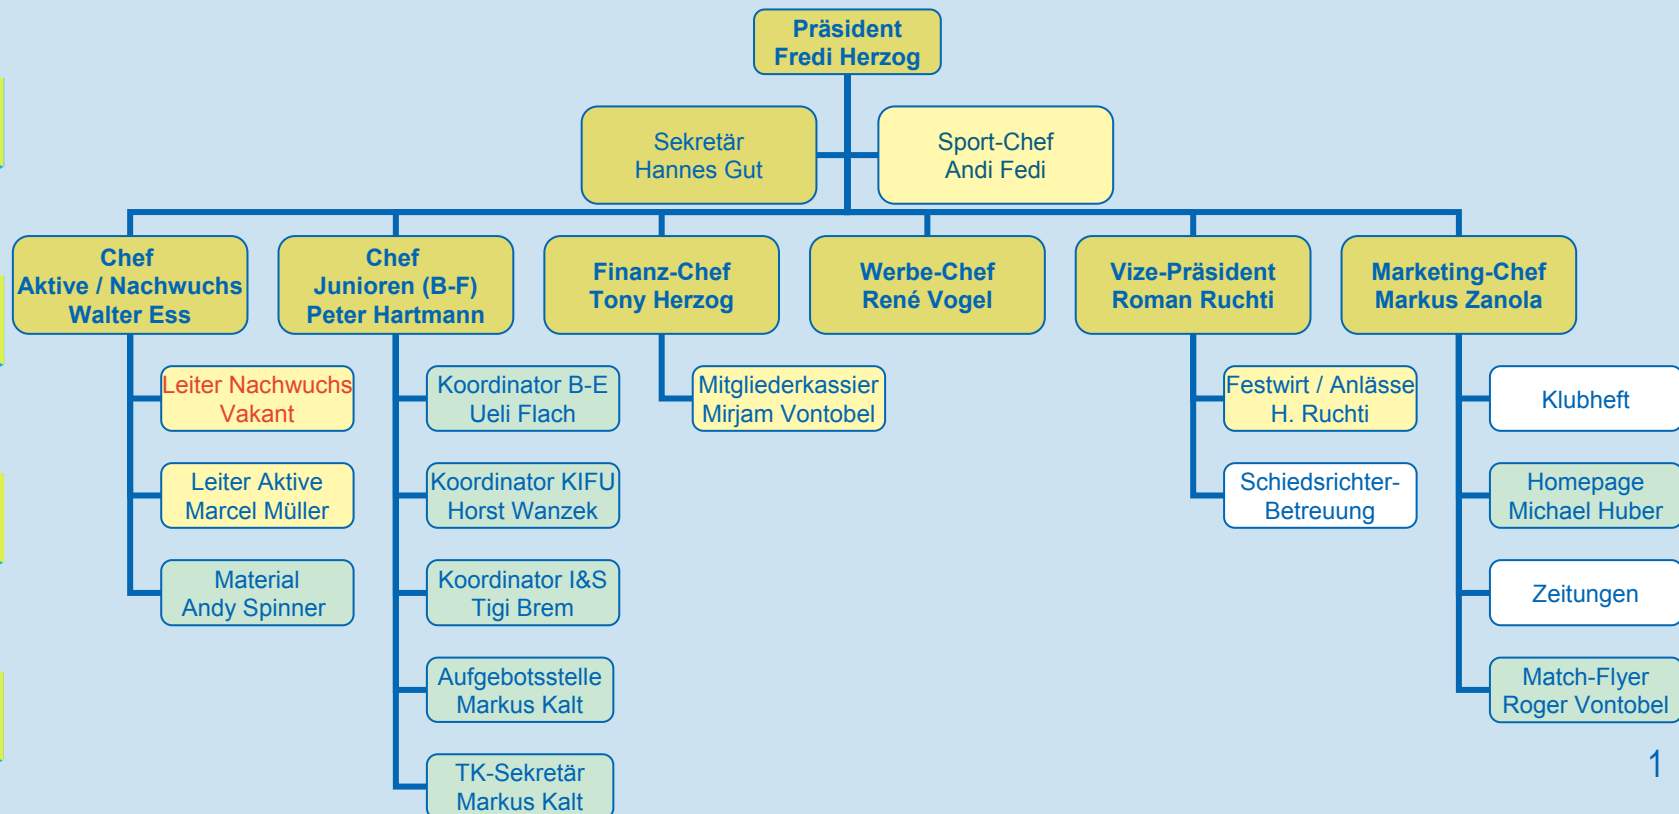 Präsident
Fredi Herzog
Sekretär
Hannes Gut
Sport-Chef
Andi Fedi
Chef
Aktive / Nachwuchs
Walter Ess
Chef
Junioren (B-F)
Peter Hartmann
Finanz-Chef
Tony Herzog
Werbe-Chef
René Vogel
Vize-Präsident
Roman Ruchti
Marketing-Chef
Markus Zanola
Leiter Nachwuchs
Vakant
Leiter Aktive
Marcel Müller
Material
Andy Spinner
Koordinator B-E
Ueli Flach
Koordinator KIFU
Horst Wanzek
Koordinator I&S
Tigi Brem
Aufgebotsstelle
Markus Kalt
TK-Sekretär
Markus Kalt
Mitgliederkassier
Mirjam Vontobel
Festwirt / Anlässe
H. Ruchti
Schiedsrichter-
Betreuung
Klubheft
Homepage
Michael Huber
Zeitungen
Match-Flyer
Roger Vontobel
1